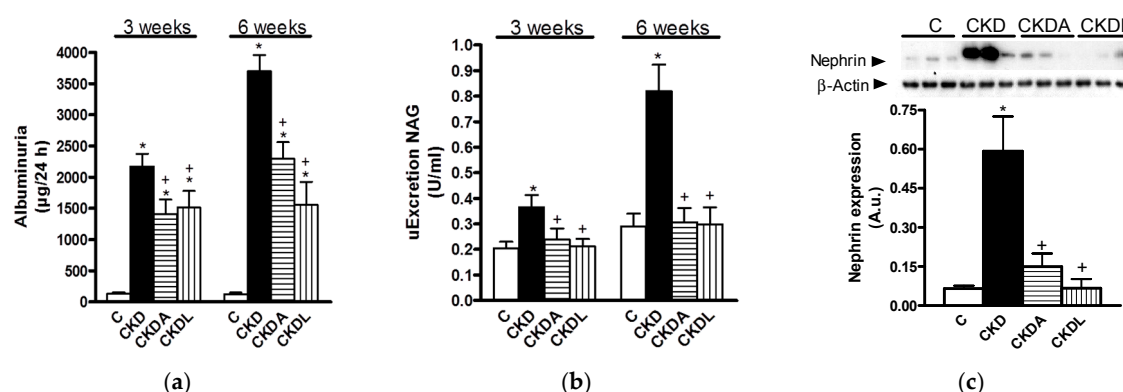 3 weeks 6 weeks
Albuminuria
(µg/24 h)
4000
3500
3000
2500
2000
1500
1000
500
0
*
+
*
+
*
*
+
*
+
*
C CKD CKDA CKDL C CKD CKDA CKDL
(a)
3 weeks 6 weeks
uExcretion NAG
(U/ml)
1.0
0.9
0.8
0.7
0.6
0.5
0.4
0.3
0.2
0.1
0.0
*
+
+
*
+
+
C CKD CKDA CKDL C CKD CKDA CKDL
(b)
C CKD CKDA CKDL
Nephrin
β-Actin
Nephrin expression
(A.u.)
0.75
0.60
0.45
0.30
0.15
0.00
*
+
+
C CKD CKDA CKDL
(c)